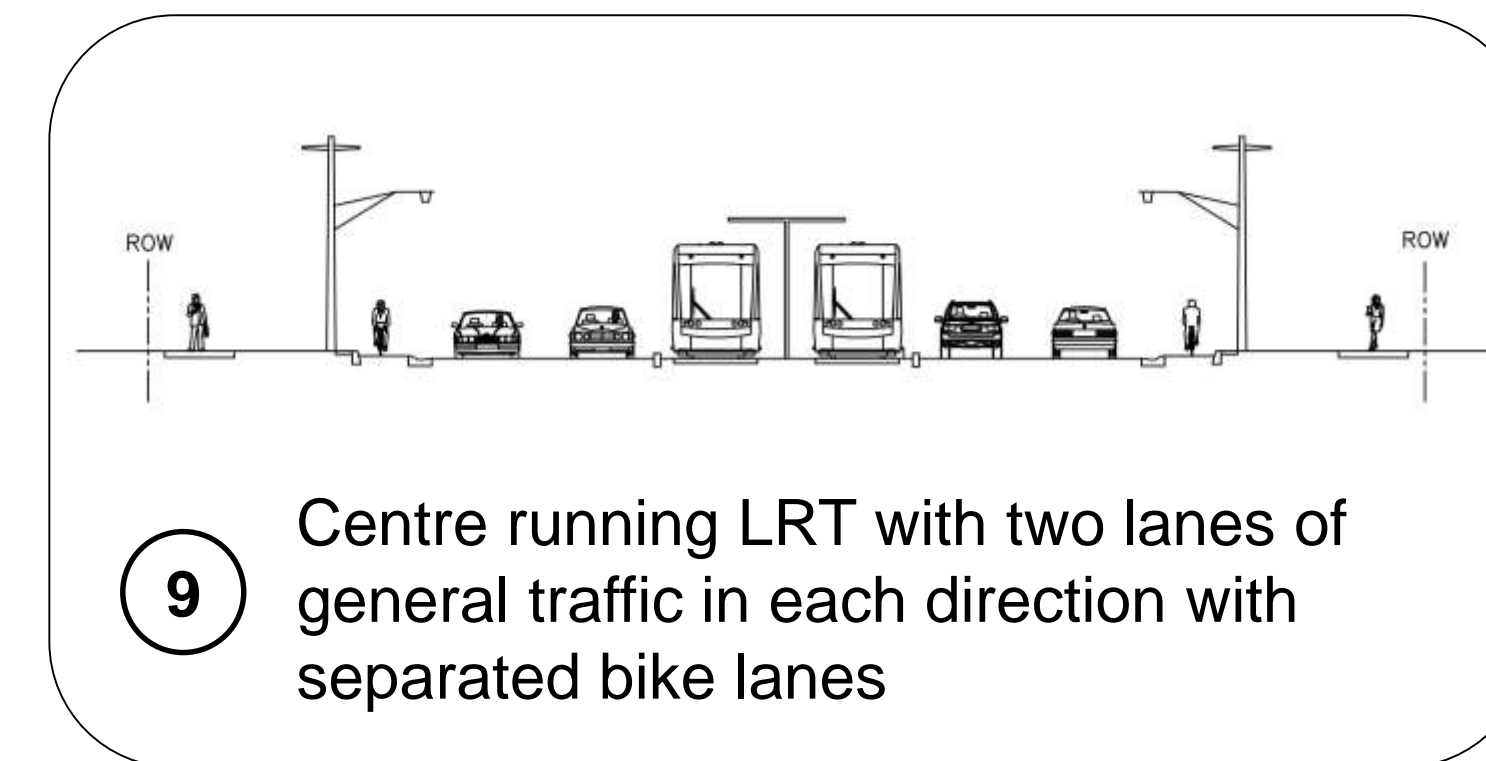 ROW
ROW
9
Centre running LRT with two lanes of
general traffic in each direction with
separated bike lanes